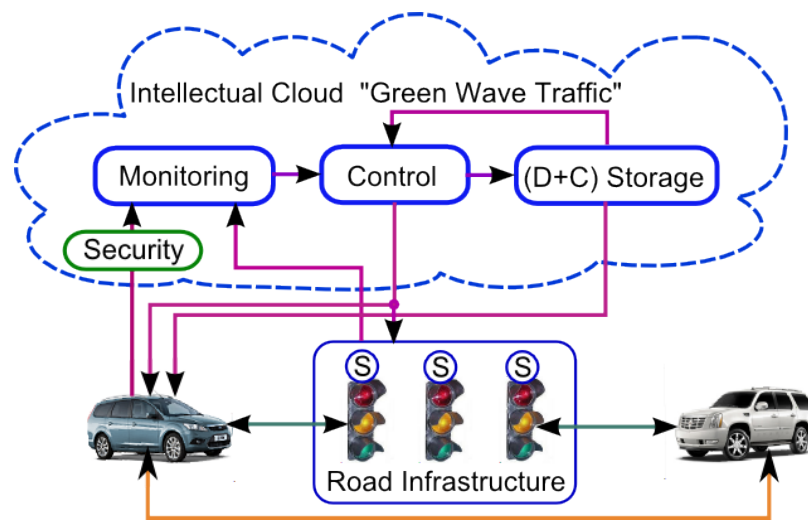 Intellectual Cloud "Green Wave Traffic"
Monitoring
Control
(D+C) Storage
Security
S
S
S
Road Infrastructure